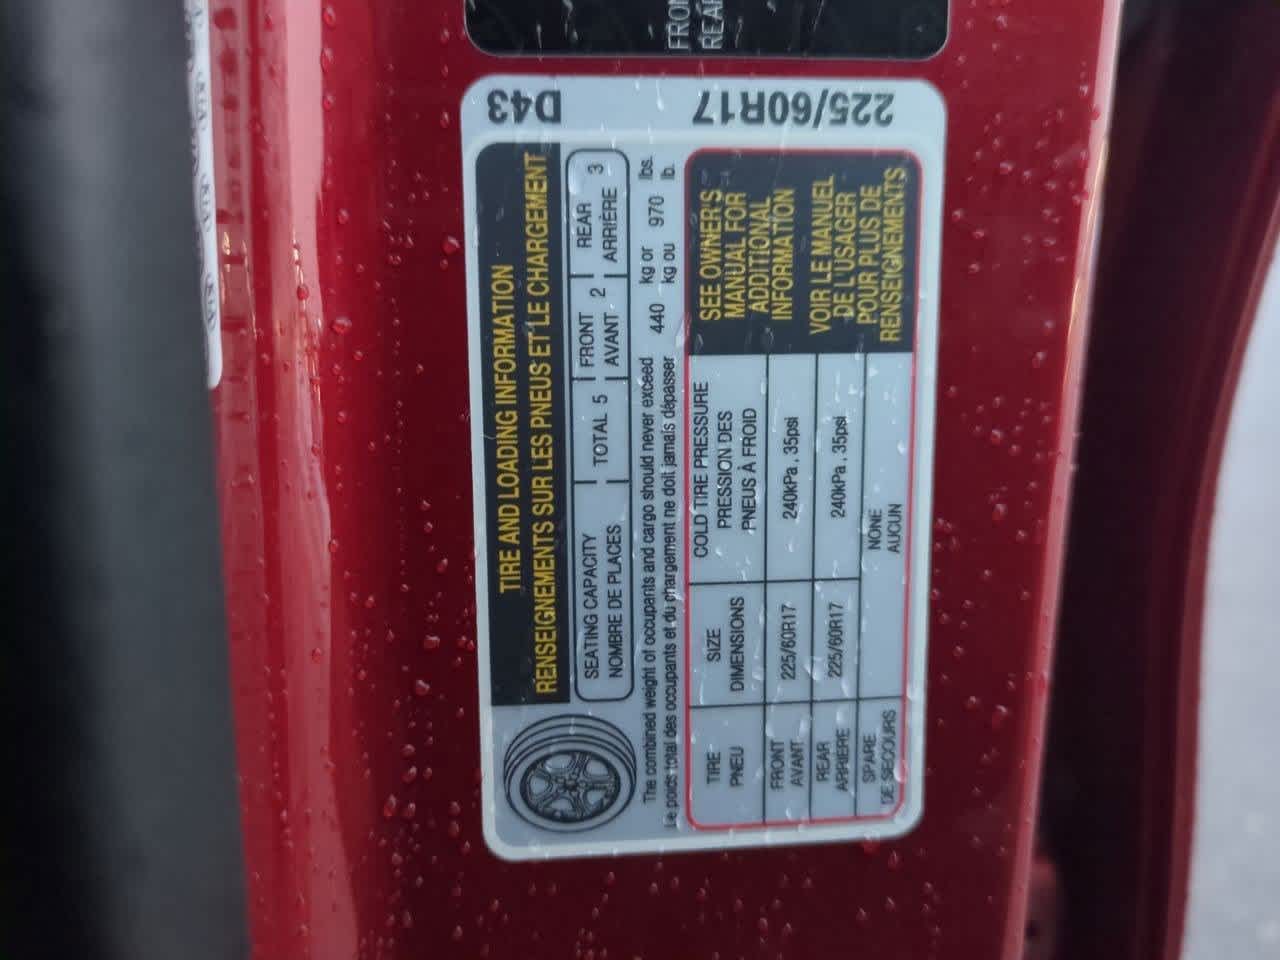 TIRE AND LOADING INFORMATION
RENSEIGNEMENTS SUR LES PNEUS ET LE CHARGEMENT
SEATING CAPACITY
NOMBRE DE PLACES
TOTAL 5
FRONT
AVANT 2
REAR
ARRIÈRE 3
The combined weight of occupants and cargo should never exceed 440 kg or 970 lbs.
Le poids total des occupants et du chargement ne doit jamais dépasser kg ou lb.
TIRE
PNEU
SIZE
DIMENSIONS
COLD TIRE PRESSURE
PRESSION DES
PNEUS À FROID
FRONT
AVANT
225/60R17
240kPa , 35psi
REAR
ARRIÈRE
225/60R17
240kPa , 35psi
SPARE
DE SECOURS
NONE
AUCUN
SEE OWNER'S
MANUAL FOR
ADDITIONAL
INFORMATION
VOIR LE MANUEL
DE L'USAGER
POUR PLUS DE
RENSEIGNEMENTS
D43
225/60R17